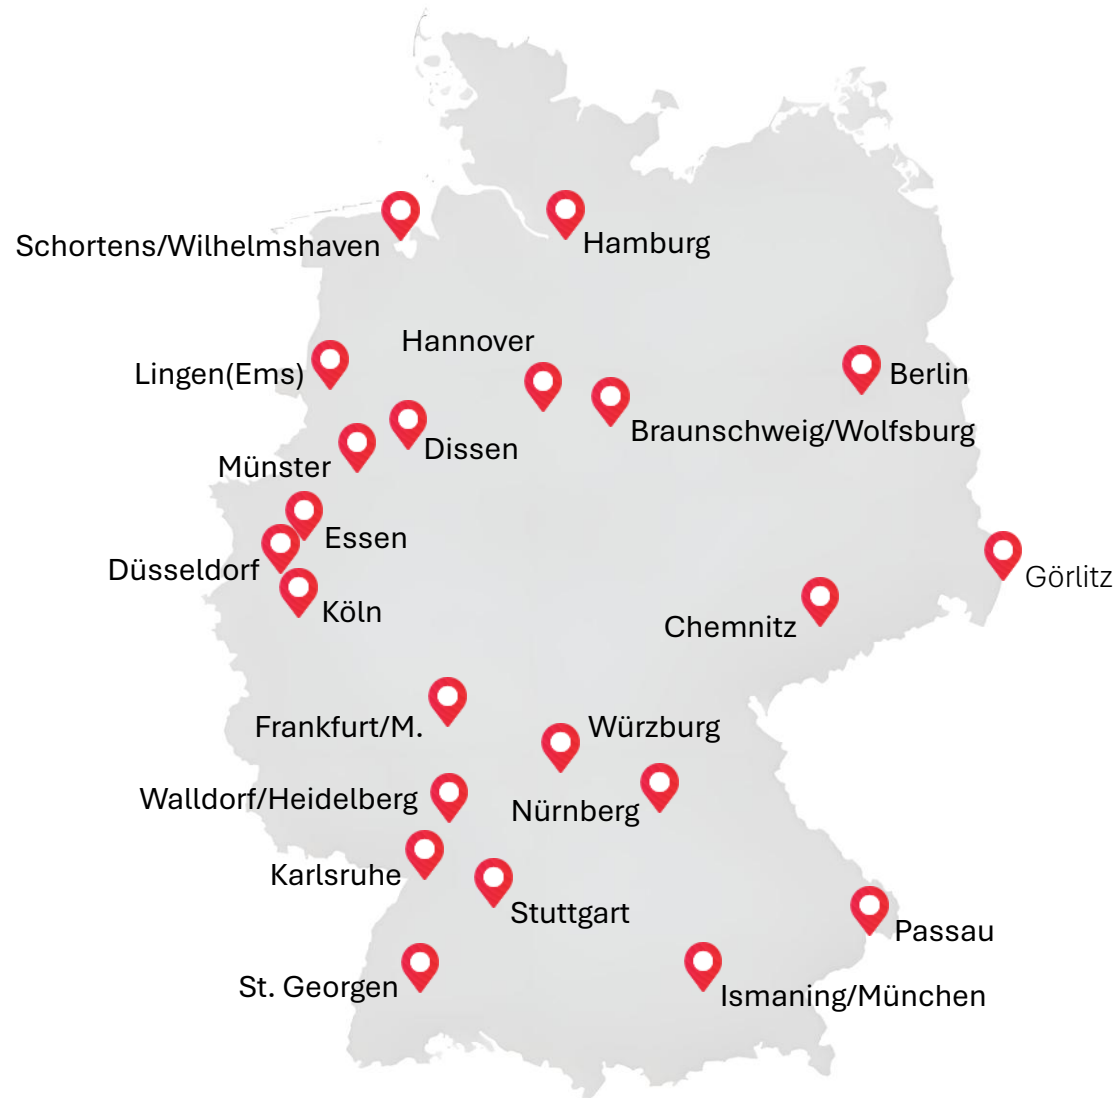 Schortens/Wilhelmshaven
Hamburg
Hannover
Lingen(Ems)
Berlin
Braunschweig/Wolfsburg
Dissen
Münster
Essen
Düsseldorf
Görlitz
Köln
Chemnitz
Frankfurt/M.
Würzburg
Walldorf/Heidelberg
Nürnberg
Karlsruhe
Stuttgart
Passau
St. Georgen
Ismaning/München